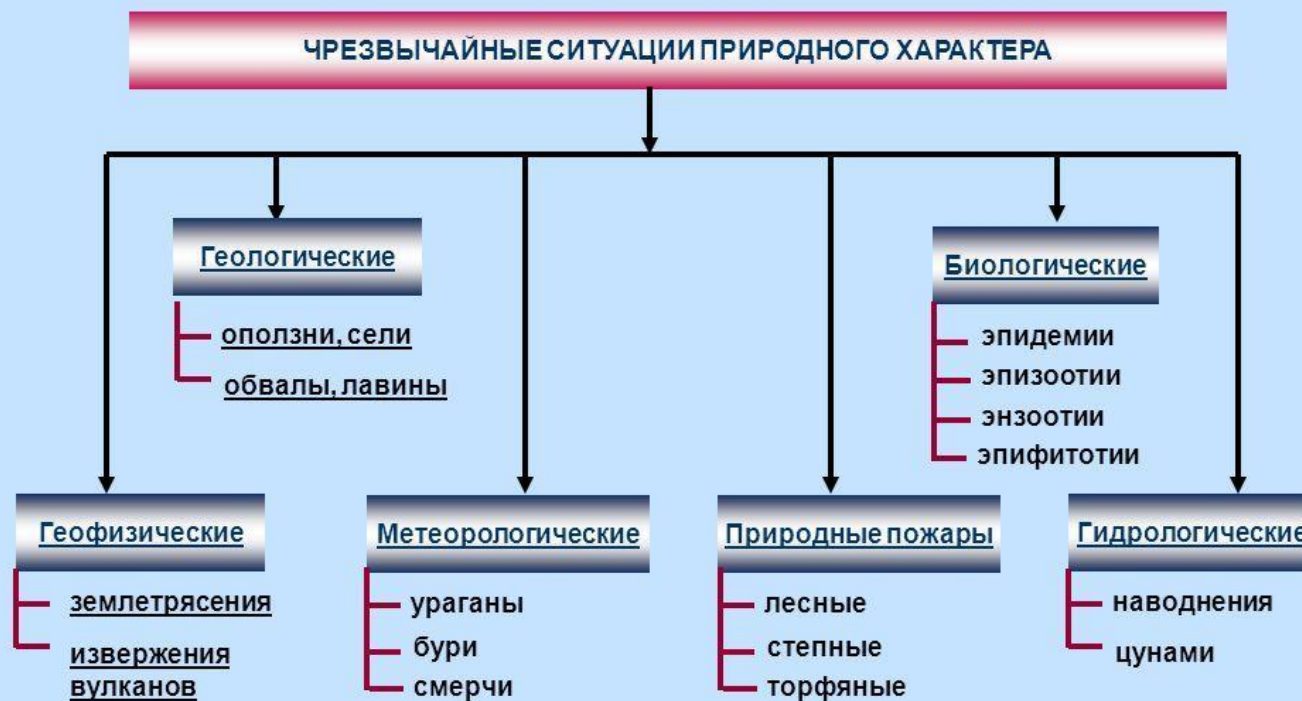 ЧРЕЗВЫЧАЙНЫЕ СИТУАЦИИ ПРИРОДНОГО ХАРАКТЕРА
Геологические
оползни, сели
обвалы, лавины
Биологические
эпидемии
эпизоотии
энзоотии
эпифитотии
Геофизические
землетрясения
извержения
вулканов
Метеорологические
ураганы
бури
смерчи
Природные пожары
лесные
степные
торфяные
Гидрологические
наводнения
цунами